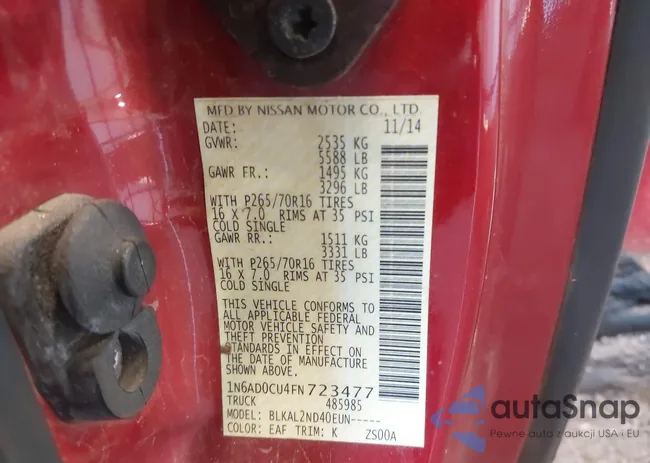 MFD BY NISSAN MOTOR CO., LTD.
DATE: 11/14
GVWR: 2535 KG
5588 LB
GAWR FR.: 1495 KG
3296 LB
WITH P265/70R16 TIRES
16 X 7.0 RIMS AT 35 PSI
COLD SINGLE
GAWR RR.: 1511 KG
3331 LB
WITH P265/70R16 TIRES
16 X 7.0 RIMS AT 35 PSI
COLD SINGLE
THIS VEHICLE CONFORMS TO
ALL APPLICABLE FEDERAL
MOTOR VEHICLE SAFETY AND
THEFT PREVENTION
STANDARDS IN EFFECT ON
THE DATE OF MANUFACTURE
SHOWN ABOVE.
1N6AD0CU4FN723477
TRUCK 485985
MODEL: BLKAL2ND40EUN-----
COLOR: EAF TRIM: K ZS00A
autoSnap
Pewne auta z aukcji USA i EU